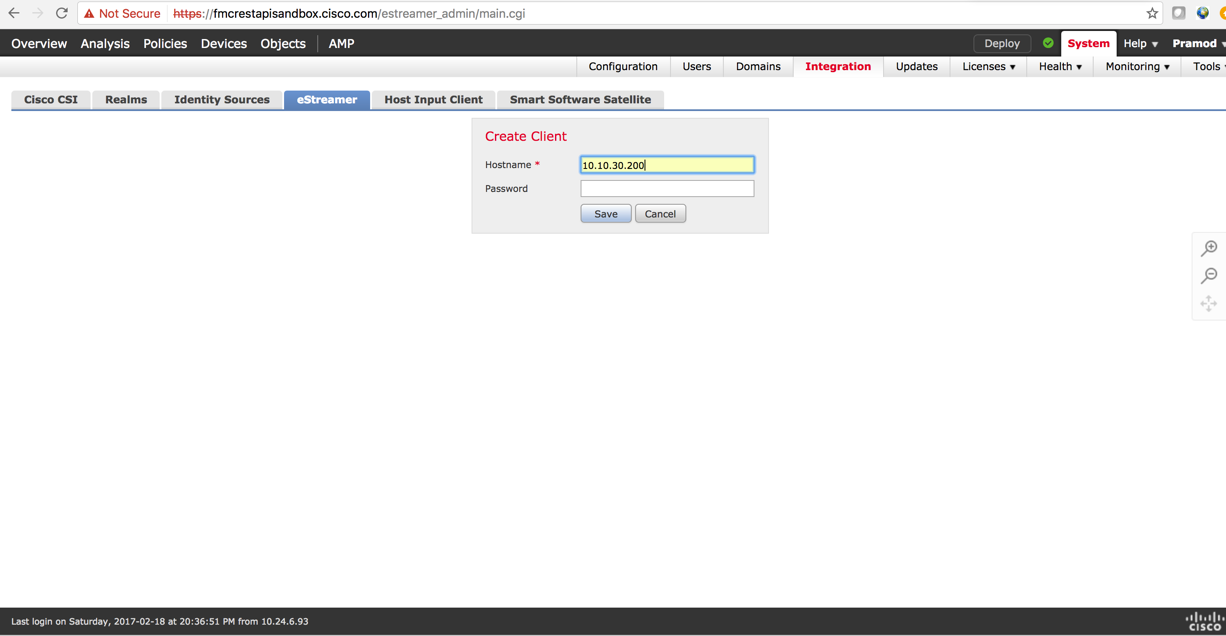 Not Secure https://fmcrestapisandbox.cisco.com/estreamer_admin/main.cgi
Overview Analysis Policies Devices Objects AMP Deploy System Help Pramod
Configuration Users Domains Integration Updates Licenses Health Monitoring Tools
Cisco CSI Realms Identity Sources eStreamer Host Input Client Smart Software Satellite
Create Client
Hostname * 10.10.30.200
Password
Save Cancel
Last login on Saturday, 2017-02-18 at 20:36:51 PM from 10.24.6.93
CISCO